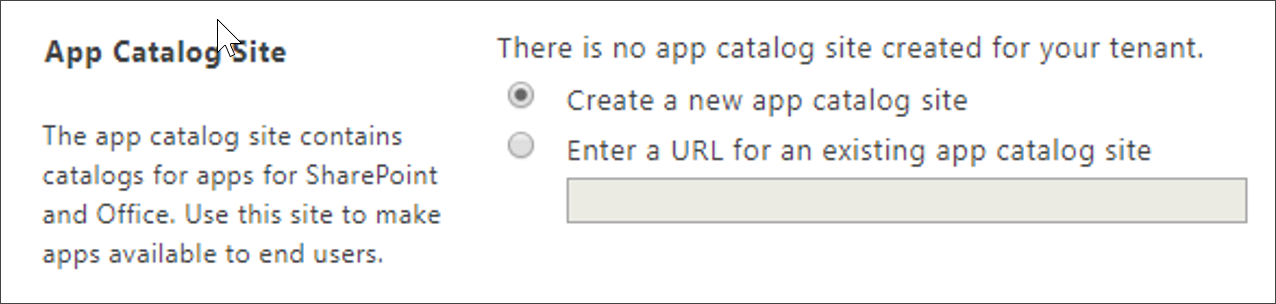 App Catalog Site
The app catalog site contains
catalogs for apps for SharePoint
and Office. Use this site to make
apps available to end users.
There is no app catalog site created for your tenant.
Create a new app catalog site
Enter a URL for an existing app catalog site